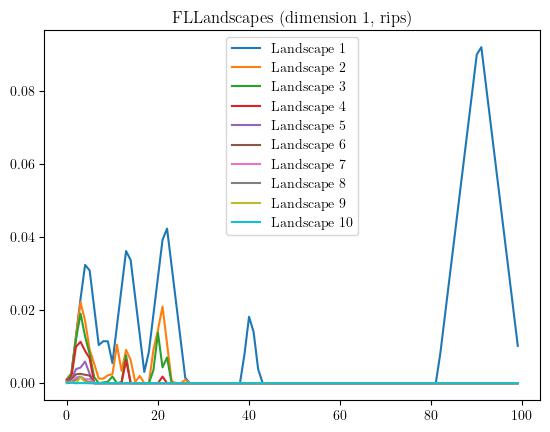 FLLandscapes (dimension 1, rips)
Landscape 1
Landscape 2
Landscape 3
Landscape 4
Landscape 5
Landscape 6
Landscape 7
Landscape 8
Landscape 9
Landscape 10
0.08
0.06
0.04
0.02
0.00
0 20 40 60 80 100